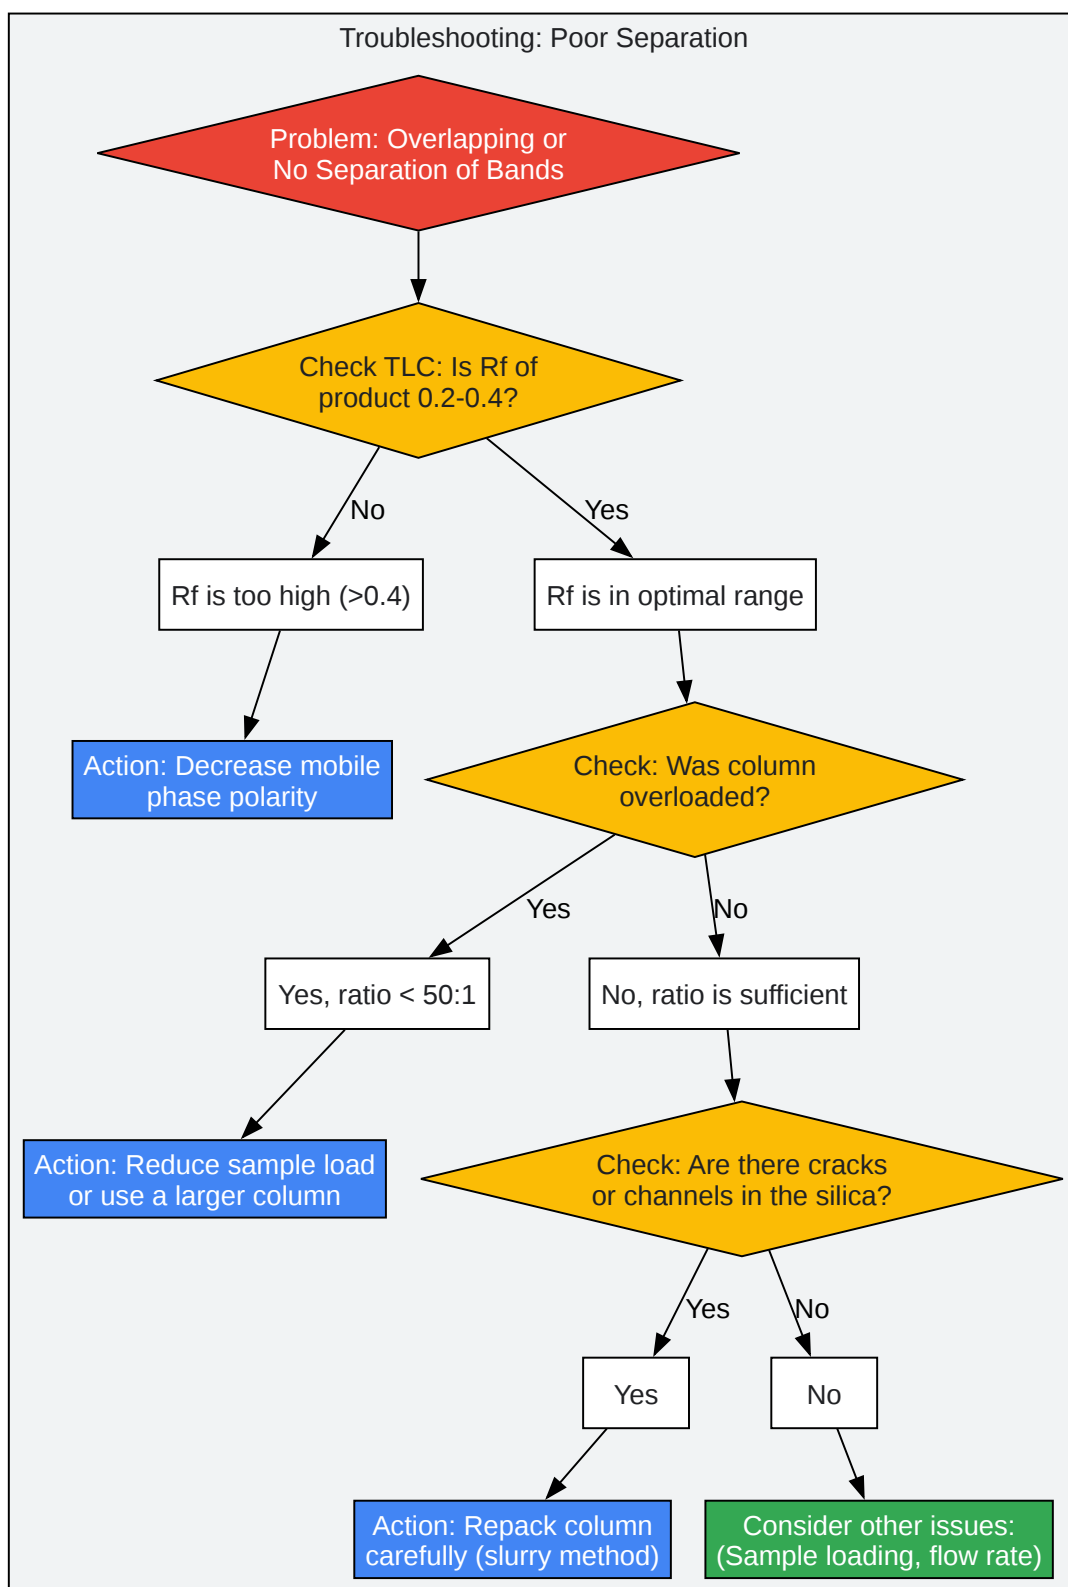 Troubleshooting: Poor Separation
Problem: Overlapping or
No Separation of Bands
Check TLC: Is Rf of
product 0.2-0.4?
No
Yes
Rf is too high (>0.4)
Rf is in optimal range
Action: Decrease mobile
phase polarity
Check: Was column
overloaded?
Yes
No
Yes, ratio < 50:1
No, ratio is sufficient
Action: Reduce sample load
or use a larger column
Check: Are there cracks
or channels in the silica?
Yes
No
Yes
No
Action: Repack column
carefully (slurry method)
Consider other issues:
(Sample loading, flow rate)